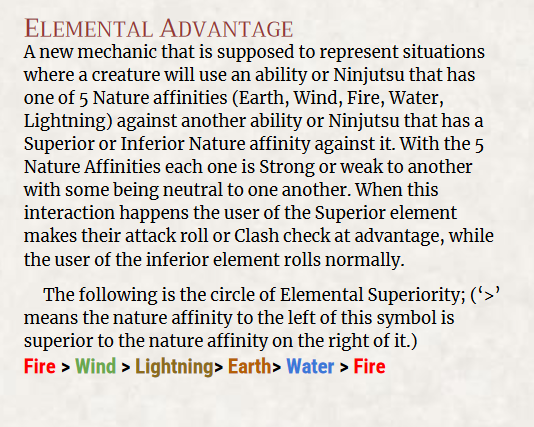 Elemental Advantage
A new mechanic that is supposed to represent situations
where a creature will use an ability or Ninjutsu that has
one of 5 Nature affinities (Earth, Wind, Fire, Water,
Lightning) against another ability or Ninjutsu that has a
Superior or Inferior Nature affinity against it. With the 5
Nature Affinities each one is Strong or weak to another
with some being neutral to one another. When this
interaction happens the user of the Superior element
makes their attack roll or Clash check at advantage, while
the user of the inferior element rolls normally.
The following is the circle of Elemental Superiority; (‘>’
means the nature affinity to the left of this symbol is
superior to the nature affinity on the right of it.)
Fire > Wind > Lightning> Earth> Water > Fire